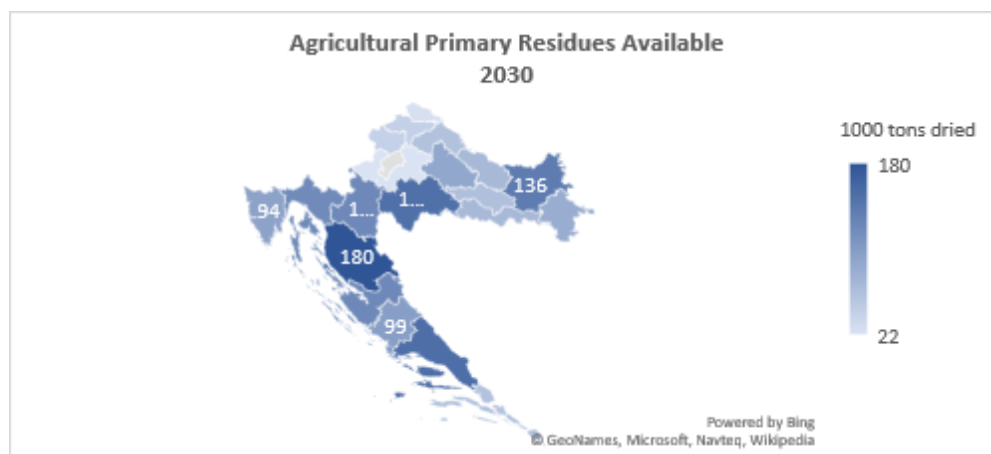 Agricultural Primary Residues Available
2030
1000 tons dried
180
22
136
94
1...
1...
180
99
Powered by Bing
© GeoNames, Microsoft, Navteq, Wikipedia